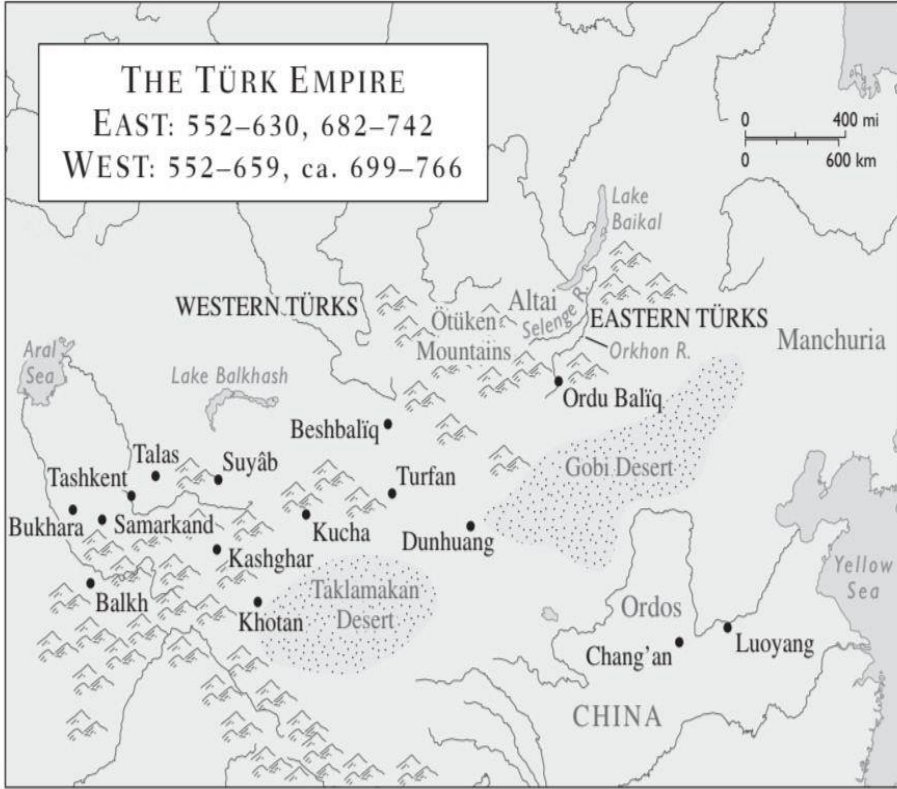 THE TÜRK EMPIRE
EAST: 552–630, 682–742
WEST: 552–659, ca. 699–766
0 400 mi
0 600 km
Lake
Baikal
WESTERN TÜRKS
Altai
Ötüken
Mountains
Selenge R.
EASTERN TÜRKS
Orkhon R.
Manchuria
Aral
Sea
Lake Balkhash
Ordu Balïq
Beshbalïq
Gobi Desert
Talas
Suyâb
Turfan
Tashkent
Bukhara
Samarkand
Kucha
Dunhuang
Kashghar
Yellow
Sea
Balkh
Khotan
Taklamakan
Desert
Ordos
Chang'an
Luoyang
CHINA